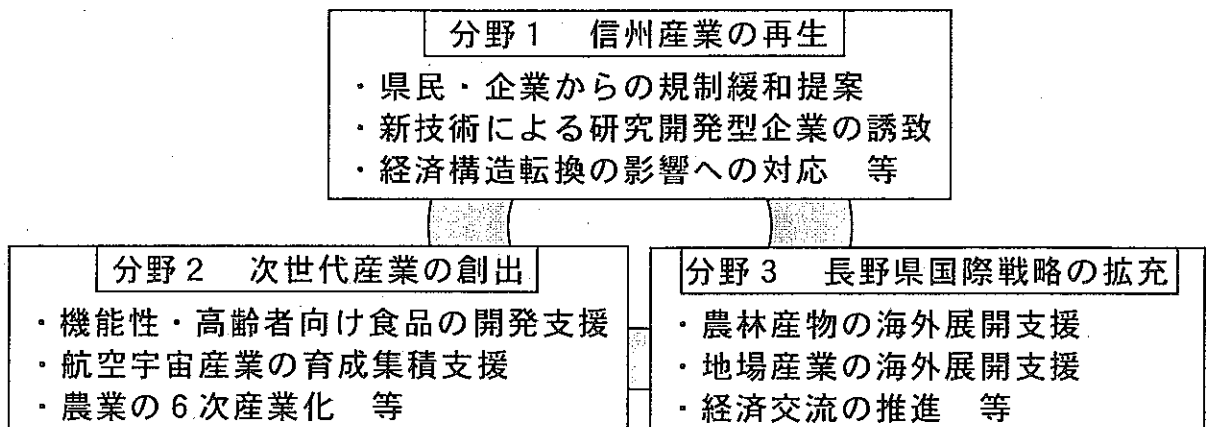 分野1　信州産業の再生
・県民・企業からの規制緩和提案
・新技術による研究開発型企業の誘致
・経済構造転換の影響への対応　等
分野2　次世代産業の創出
・機能性・高齢者向け食品の開発支援
・航空宇宙産業の育成集積支援
・農業の6次産業化　等
分野3　長野県国際戦略の拡充
・農林産物の海外展開支援
・地場産業の海外展開支援
・経済交流の推進　等